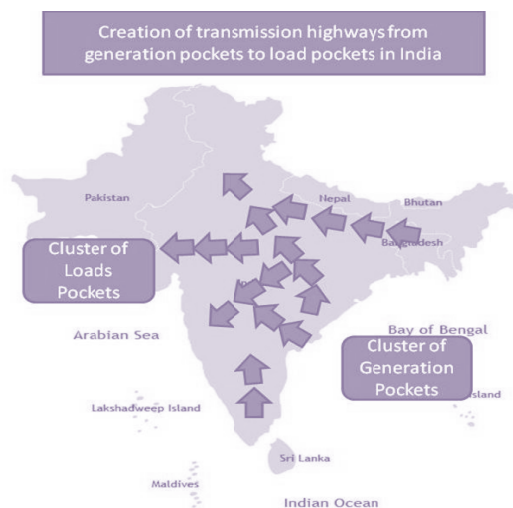 Creation of transmission highways from
generation pockets to load pockets in India
Pakistan
Nepal
Bhutan
Cluster of
Loads
Pockets
Arabian Sea
Bay of Bengal
Cluster of
Generation
Pockets
Lakshadweep Island
Sri Lanka
Maldives
Indian Ocean